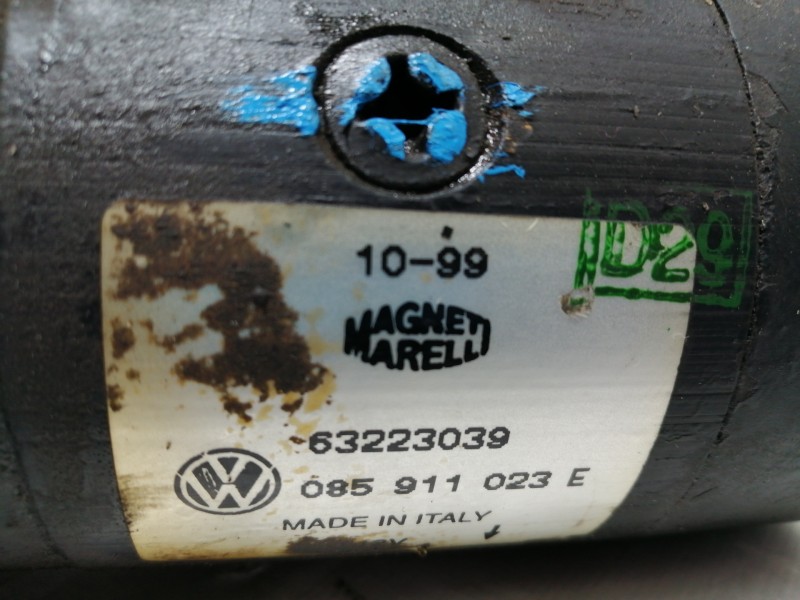 10-99
D29
MAGNETI
MARELLI
63223039
085 911 023 E
MADE IN ITALY